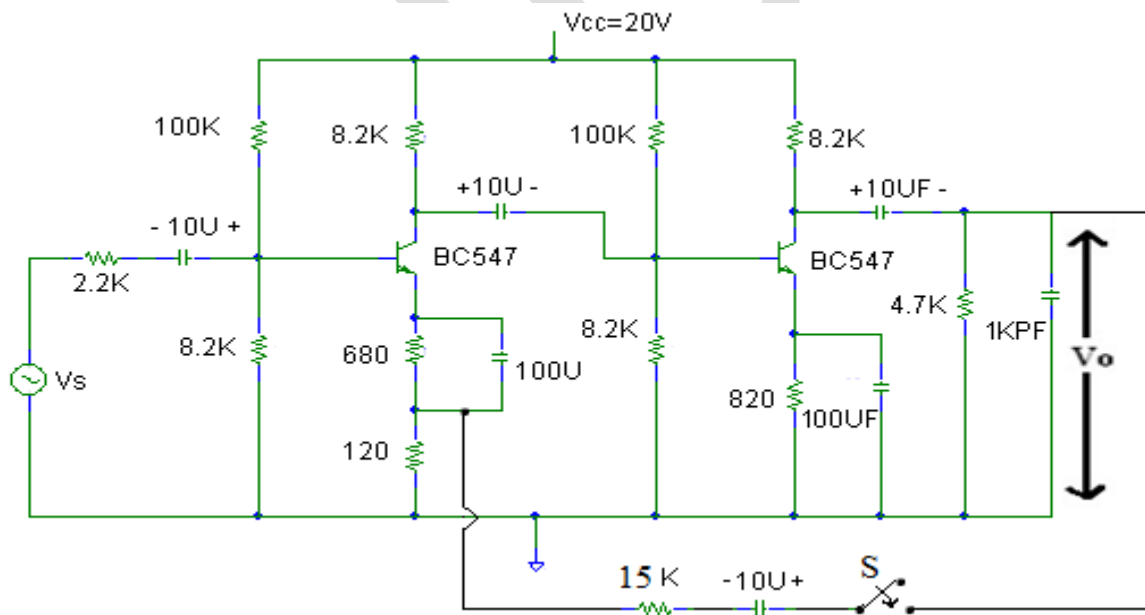 Vcc=20V
100K
8.2K
100K
8.2K
+10U -
+10UF -
- 10U +
BC547
BC547
2.2K
4.7K
1KPF
Vo
8.2K
680
100U
8.2K
Vs
820
100UF
120
15 K
-10U+
S